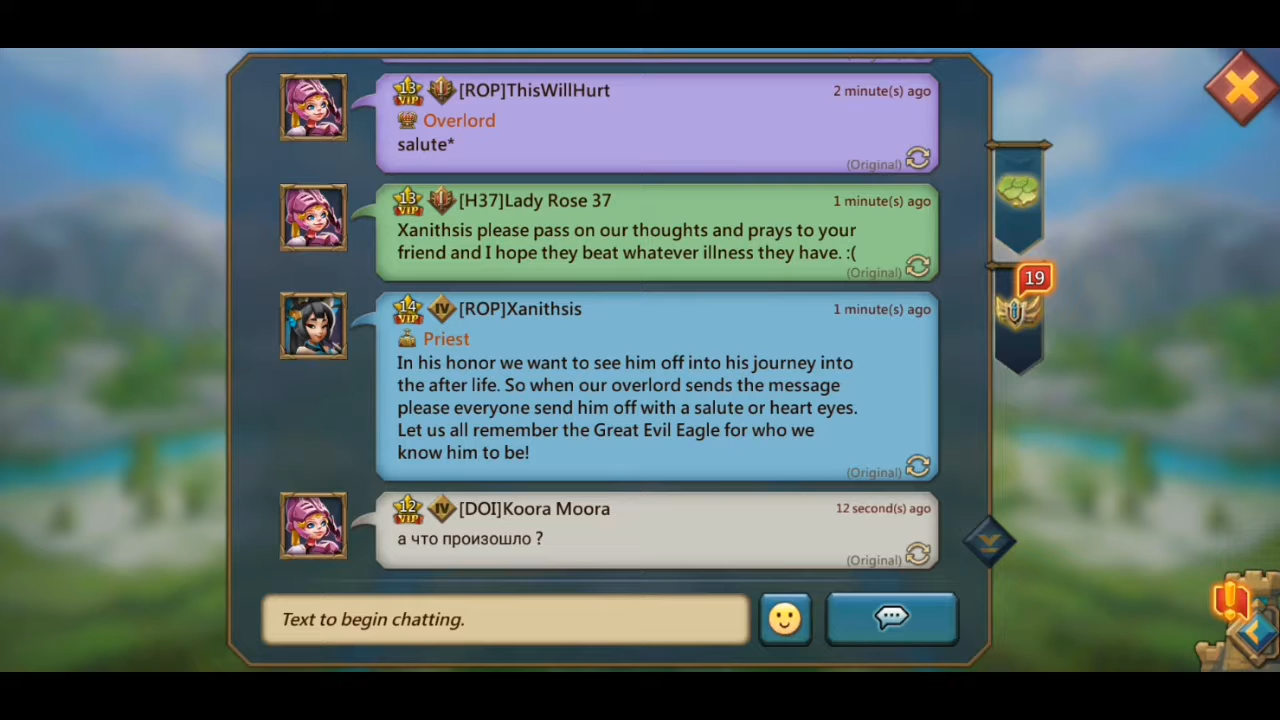 13
VIP
[ROP]ThisWillHurt
2 minute(s) ago
Overlord
salute*
(Original)
13
VIP
[H37]Lady Rose 37
1 minute(s) ago
Xanithsis please pass on our thoughts and prays to your
friend and I hope they beat whatever illness they have. :(
(Original)
14
VIP
IV
[ROP]Xanithsis
1 minute(s) ago
Priest
In his honor we want to see him off into his journey into
the after life. So when our overlord sends the message
please everyone send him off with a salute or heart eyes.
Let us all remember the Great Evil Eagle for who we
know him to be!
(Original)
12
VIP
IV
[DOI]Koora Moora
12 second(s) ago
а что произошло ?
(Original)
19
Text to begin chatting.